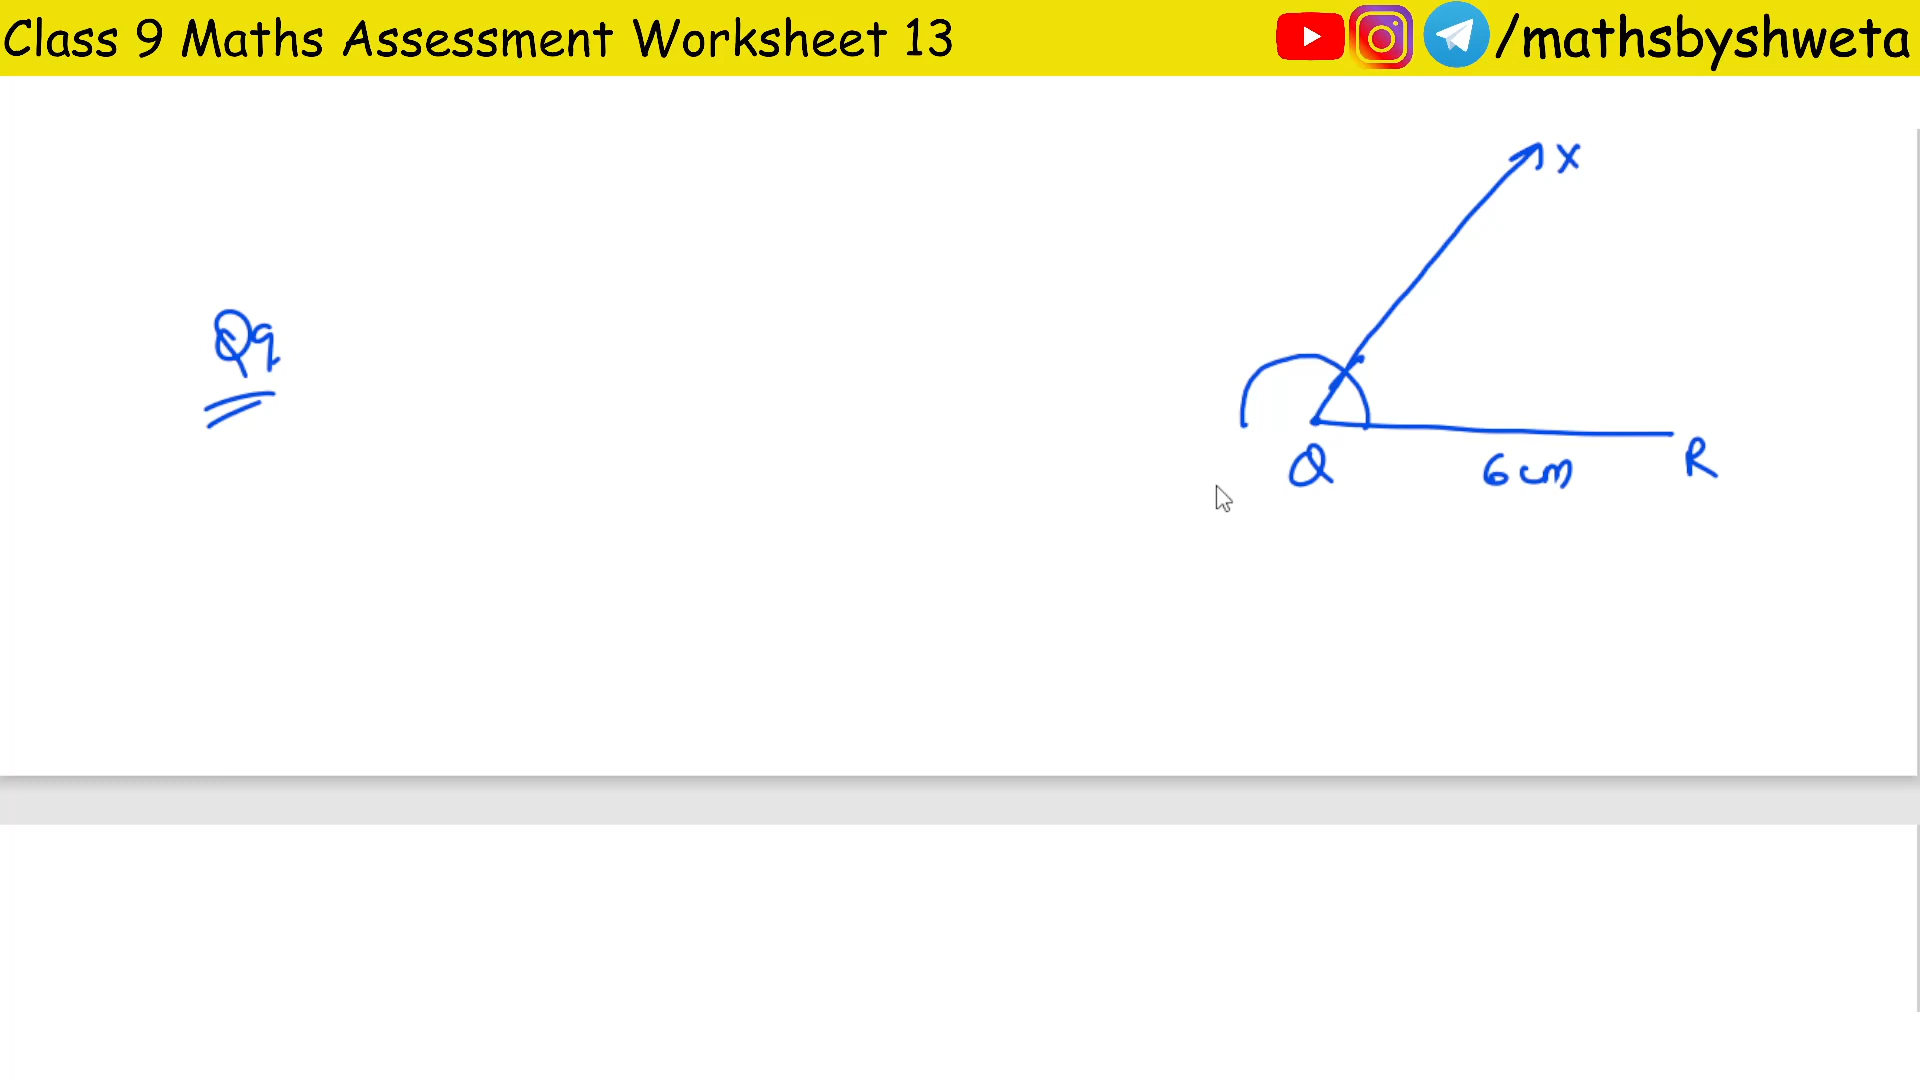 Class 9 Maths Assessment Worksheet 13
/mathsbyshweta
X
Q9
Q
6 cm
R